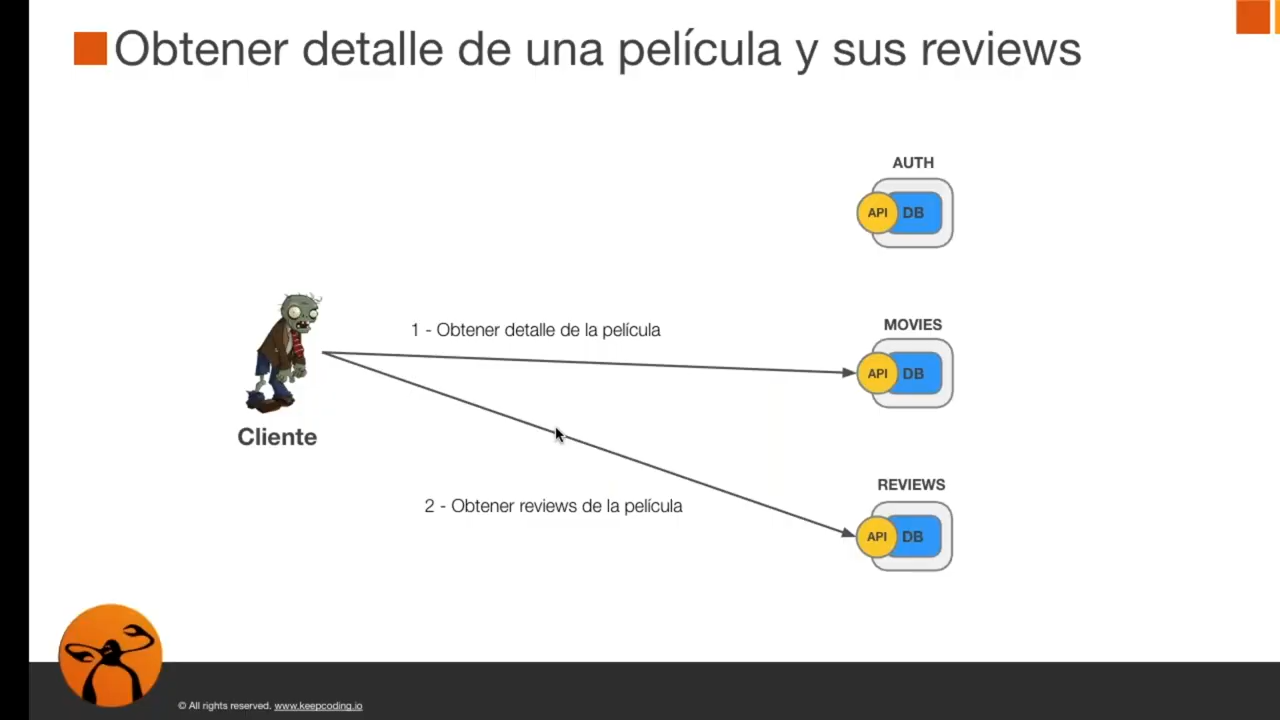 Obtener detalle de una película y sus reviews
AUTH
API DB
1 - Obtener detalle de la película
MOVIES
API DB
Cliente
REVIEWS
2 - Obtener reviews de la película
API DB
© All rights reserved. www.keepcoding.io